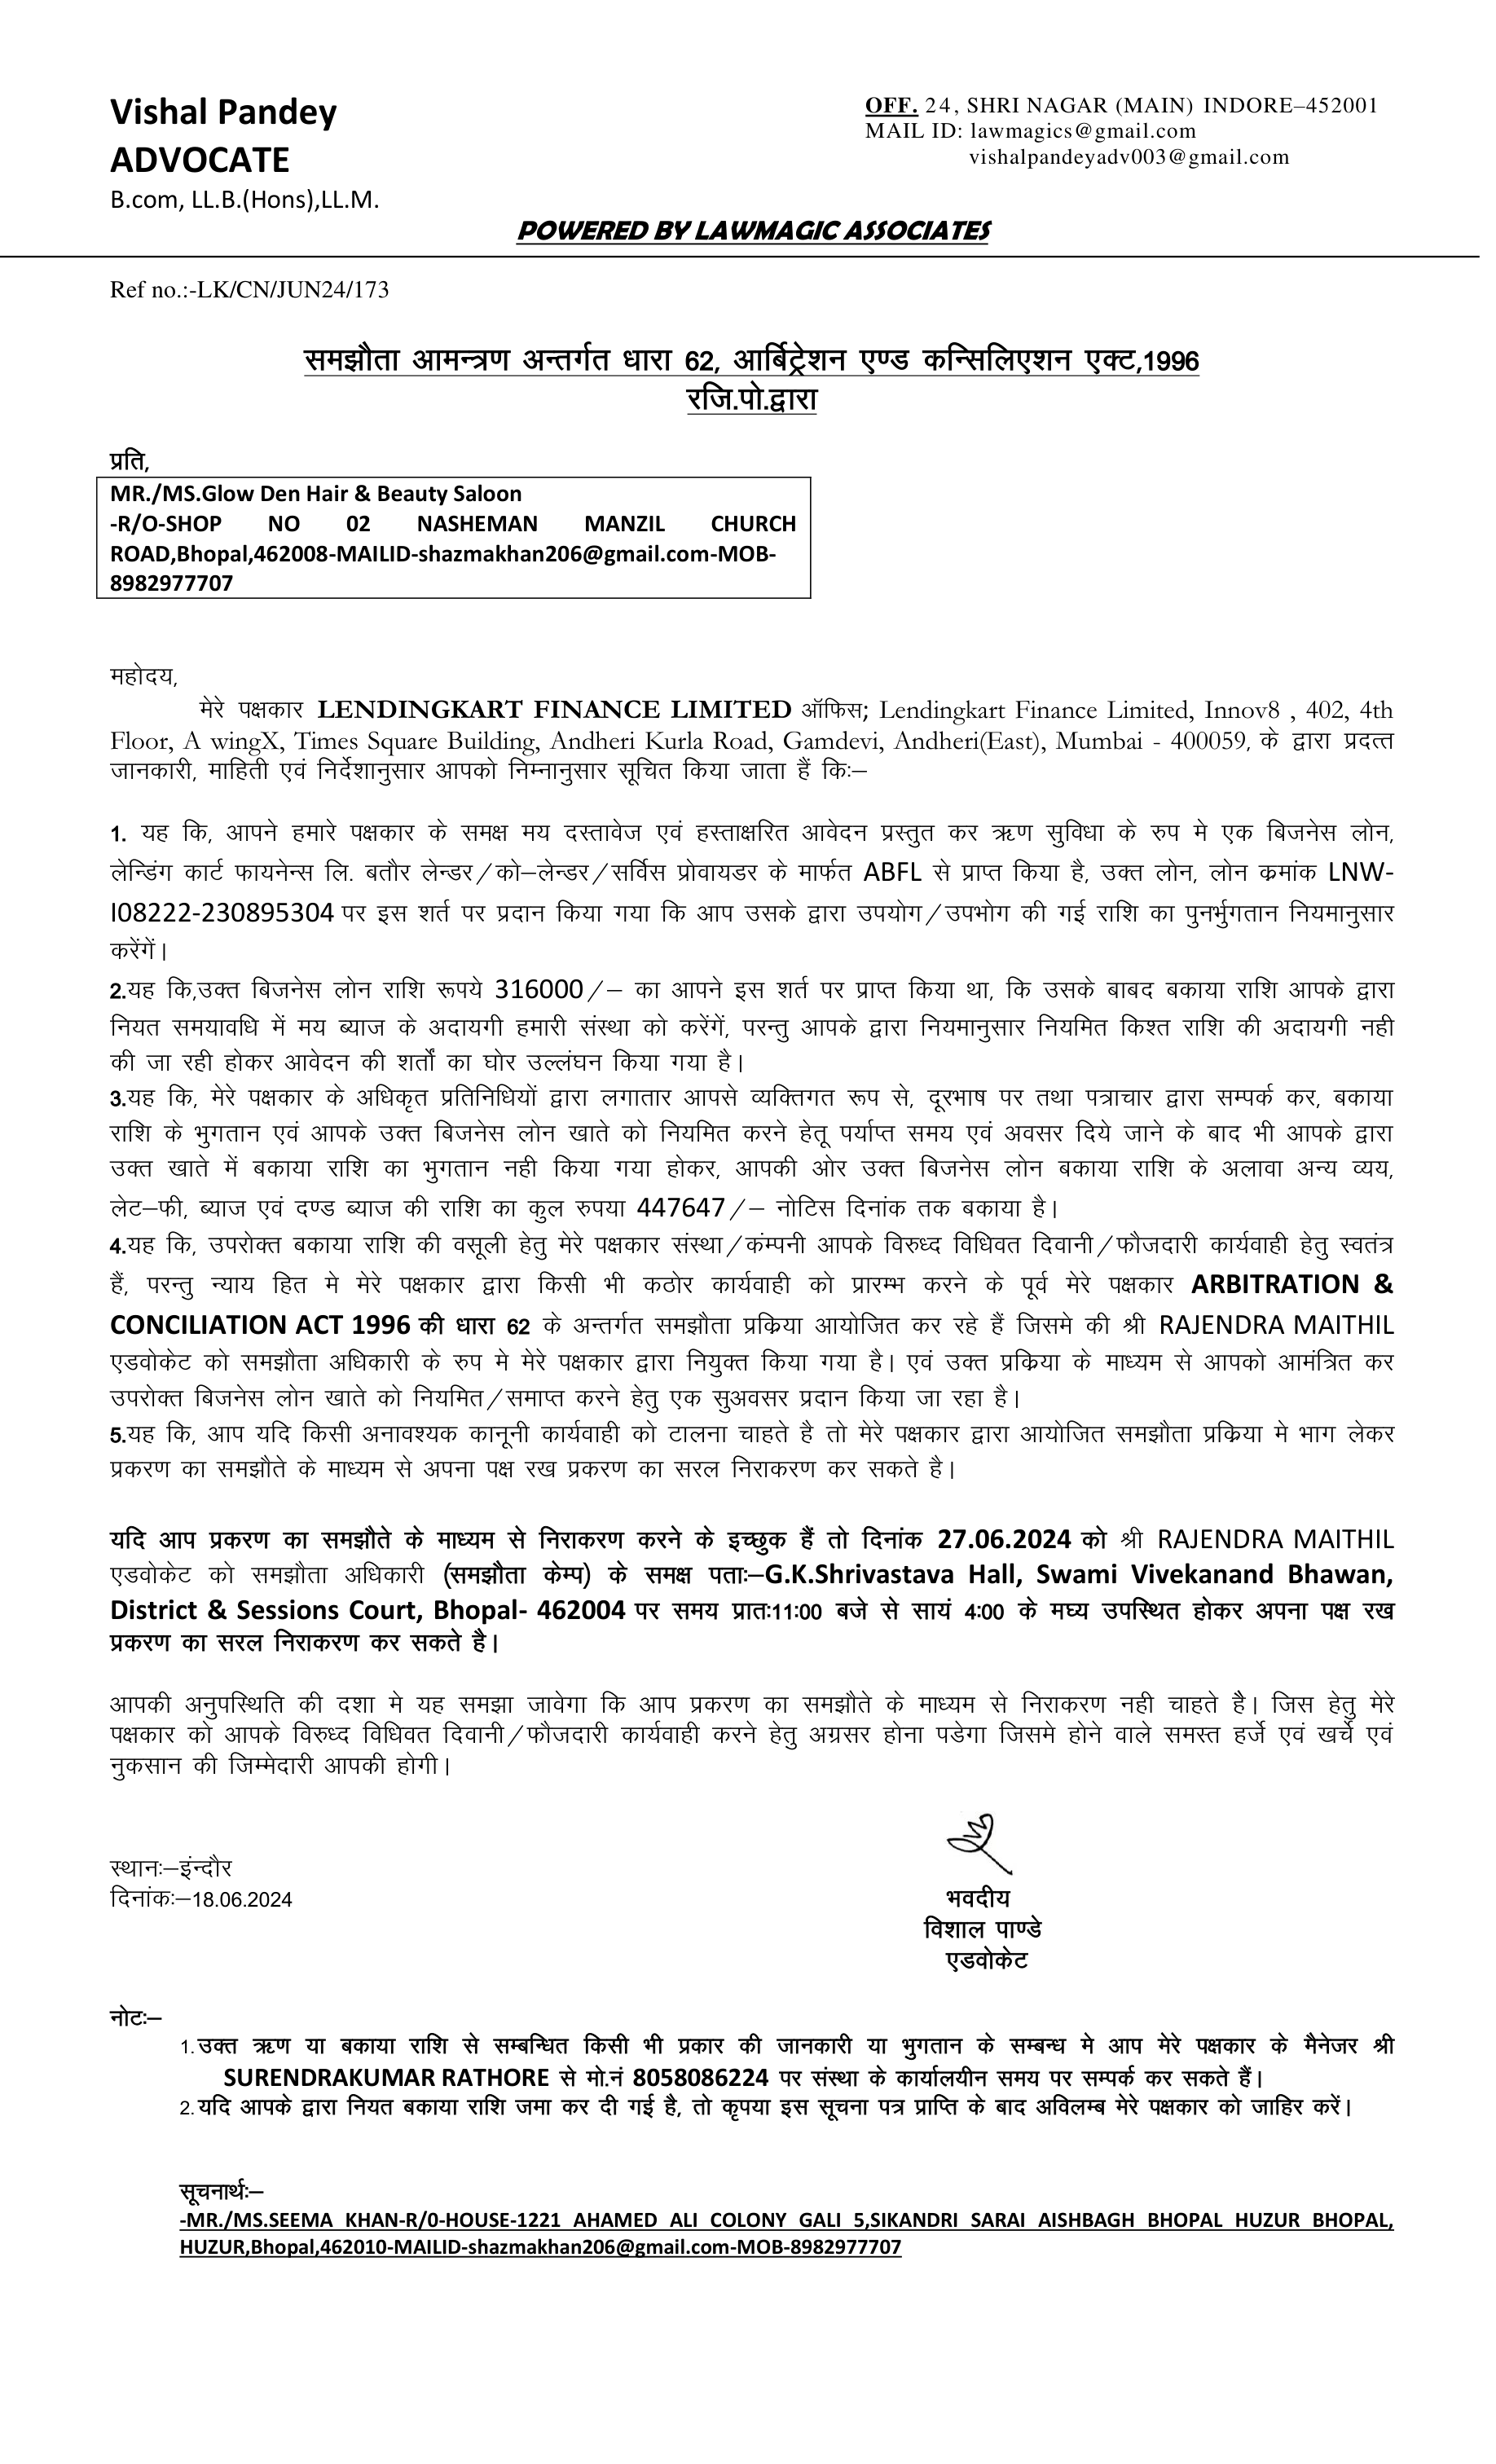 Vishal Pandey
ADVOCATE
B.com, LL.B.(Hons),LL.M.
OFF. 24, SHRI NAGAR (MAIN) INDORE–452001
MAIL ID: lawmagics@gmail.com
vishalpandeyadv003@gmail.com
POWERED BY LAWMAGIC ASSOCIATES
Ref no.:-LK/CN/JUN24/173
समझौता आमन्त्रण अन्तर्गत धारा 62, आर्बिट्रेशन एण्ड कन्सिलिएशन एक्ट,1996
रजि.पो.द्वारा
प्रति,
MR./MS.Glow Den Hair & Beauty Saloon
-R/O-SHOP NO 02 NASHEMAN MANZIL CHURCH
ROAD,Bhopal,462008-MAILID-shazmakhan206@gmail.com-MOB-
8982977707
महोदय,
मेरे पक्षकार LENDINGKART FINANCE LIMITED ऑफिस; Lendingkart Finance Limited, Innov8 , 402, 4th
Floor, A wingX, Times Square Building, Andheri Kurla Road, Gamdevi, Andheri(East), Mumbai - 400059, के द्वारा प्रदत्त
जानकारी, माहिती एवं निर्देशानुसार आपको निम्नानुसार सूचित किया जाता हैं कि:–
1. यह कि, आपने हमारे पक्षकार के समक्ष मय दस्तावेज एवं हस्ताक्षरित आवेदन प्रस्तुत कर ऋण सुविधा के रुप मे एक बिजनेस लोन,
लेन्डिंग कार्ट फायनेन्स लि. बतौर लेन्डर/को–लेन्डर/सर्विस प्रोवायडर के मार्फत ABFL से प्राप्त किया है, उक्त लोन, लोन क्रमांक LNW-
I08222-230895304 पर इस शर्त पर प्रदान किया गया कि आप उसके द्वारा उपयोग/उपभोग की गई राशि का पुनर्भुगतान नियमानुसार
करेंगें।
2.यह कि,उक्त बिजनेस लोन राशि रूपये 316000/– का आपने इस शर्त पर प्राप्त किया था, कि उसके बाबद बकाया राशि आपके द्वारा
नियत समयावधि में मय ब्याज के अदायगी हमारी संस्था को करेंगें, परन्तु आपके द्वारा नियमानुसार नियमित किश्त राशि की अदायगी नही
की जा रही होकर आवेदन की शर्तों का घोर उल्लंघन किया गया है।
3.यह कि, मेरे पक्षकार के अधिकृत प्रतिनिधियों द्वारा लगातार आपसे व्यक्तिगत रूप से, दूरभाष पर तथा पत्राचार द्वारा सम्पर्क कर, बकाया
राशि के भुगतान एवं आपके उक्त बिजनेस लोन खाते को नियमित करने हेतू पर्याप्त समय एवं अवसर दिये जाने के बाद भी आपके द्वारा
उक्त खाते में बकाया राशि का भुगतान नही किया गया होकर, आपकी ओर उक्त बिजनेस लोन बकाया राशि के अलावा अन्य व्यय,
लेट–फी, ब्याज एवं दण्ड ब्याज की राशि का कुल रुपया 447647/– नोटिस दिनांक तक बकाया है।
4.यह कि, उपरोक्त बकाया राशि की वसूली हेतु मेरे पक्षकार संस्था/कंम्पनी आपके विरुध्द विधिवत दिवानी/फौजदारी कार्यवाही हेतु स्वतंत्र
हैं, परन्तु न्याय हित मे मेरे पक्षकार द्वारा किसी भी कठोर कार्यवाही को प्रारम्भ करने के पूर्व मेरे पक्षकार ARBITRATION &
CONCILIATION ACT 1996 की धारा 62 के अन्तर्गत समझौता प्रक्रिया आयोजित कर रहे हैं जिसमे की श्री RAJENDRA MAITHIL
एडवोकेट को समझौता अधिकारी के रुप मे मेरे पक्षकार द्वारा नियुक्त किया गया है। एवं उक्त प्रक्रिया के माध्यम से आपको आमंत्रित कर
उपरोक्त बिजनेस लोन खाते को नियमित/समाप्त करने हेतु एक सुअवसर प्रदान किया जा रहा है।
5.यह कि, आप यदि किसी अनावश्यक कानूनी कार्यवाही को टालना चाहते है तो मेरे पक्षकार द्वारा आयोजित समझौता प्रक्रिया मे भाग लेकर
प्रकरण का समझौते के माध्यम से अपना पक्ष रख प्रकरण का सरल निराकरण कर सकते है।
यदि आप प्रकरण का समझौते के माध्यम से निराकरण करने के इच्छुक हैं तो दिनांक 27.06.2024 को श्री RAJENDRA MAITHIL
एडवोकेट को समझौता अधिकारी (समझौता केम्प) के समक्ष पता:–G.K.Shrivastava Hall, Swami Vivekanand Bhawan,
District & Sessions Court, Bhopal- 462004 पर समय प्रात:11:00 बजे से सायं 4:00 के मघ्य उपस्थित होकर अपना पक्ष रख
प्रकरण का सरल निराकरण कर सकते है।
आपकी अनुपस्थिति की दशा मे यह समझा जावेगा कि आप प्रकरण का समझौते के माध्यम से निराकरण नही चाहते है। जिस हेतु मेरे
पक्षकार को आपके विरुध्द विधिवत दिवानी/फौजदारी कार्यवाही करने हेतु अग्रसर होना पडेगा जिसमे होने वाले समस्त हर्जे एवं खर्चे एवं
नुकसान की जिम्मेदारी आपकी होगी।
स्थान:–इंन्दौर
दिनांक:–18.06.2024
भवदीय
विशाल पाण्डे
एडवोकेट
नोट:–
1. उक्त ऋण या बकाया राशि से सम्बन्धित किसी भी प्रकार की जानकारी या भुगतान के सम्बन्ध मे आप मेरे पक्षकार के मैनेजर श्री
SURENDRAKUMAR RATHORE से मो.नं 8058086224 पर संस्था के कार्यालयीन समय पर सम्पर्क कर सकते हैं।
2. यदि आपके द्वारा नियत बकाया राशि जमा कर दी गई है, तो कृपया इस सूचना पत्र प्राप्ति के बाद अविलम्ब मेरे पक्षकार को जाहिर करें।
सूचनार्थ:–
-MR./MS.SEEMA KHAN-R/0-HOUSE-1221 AHAMED ALI COLONY GALI 5,SIKANDRI SARAI AISHBAGH BHOPAL HUZUR BHOPAL,
HUZUR,Bhopal,462010-MAILID-shazmakhan206@gmail.com-MOB-8982977707